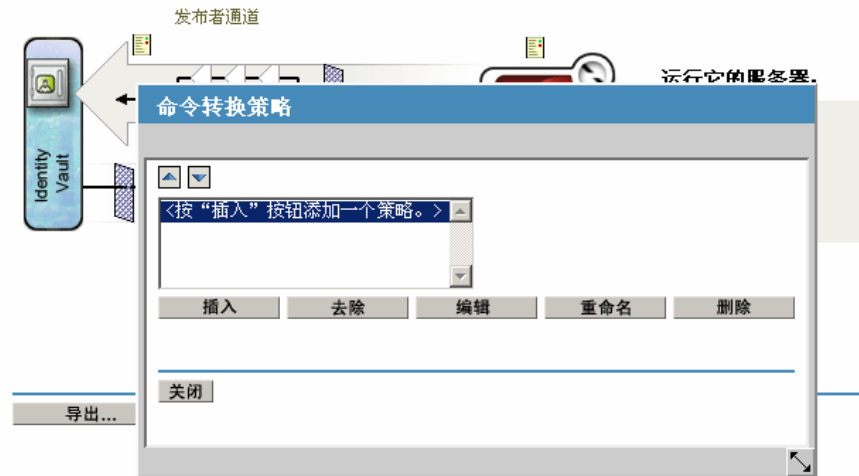 发布者通道
运行它的服务器.
命令转换策略
Identity
Vault
<按“插入”按钮添加一个策略。>
插入 去除 编辑 重命名 删除
关闭
导出...